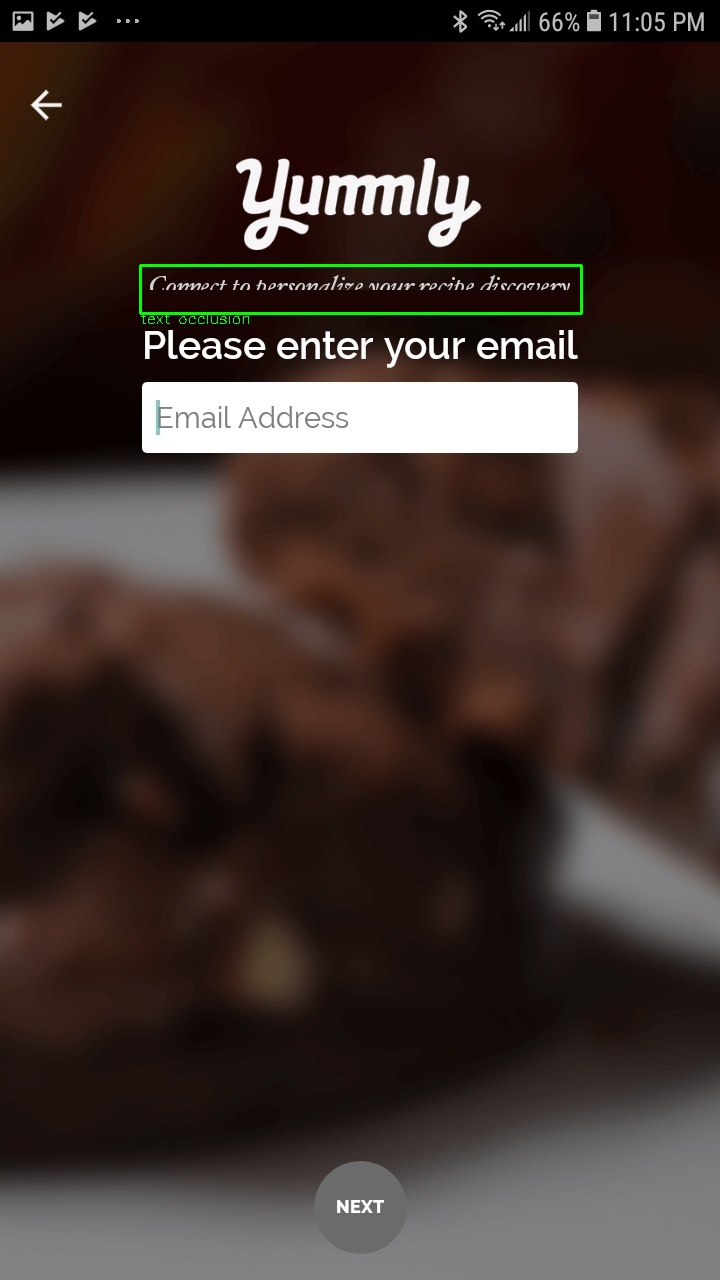 66% 11:05 PM
Yummly
Connect to personalize your recipe discovery
text occlusion
Please enter your email
Email Address
NEXT